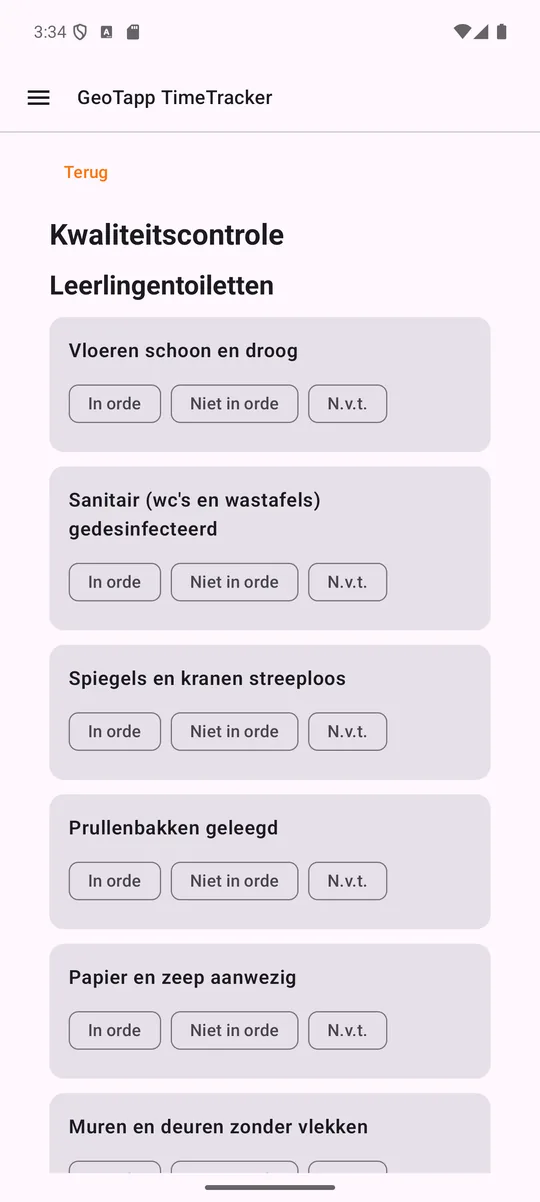 3:34
GeoTapp TimeTracker
Terug
Kwaliteitscontrole
Leerlingentoiletten
Vloeren schoon en droog
In orde Niet in orde N.v.t.
Sanitair (wc's en wastafels)
gedesinfecteerd
In orde Niet in orde N.v.t.
Spiegels en kranen streeploos
In orde Niet in orde N.v.t.
Prullenbakken geleegd
In orde Niet in orde N.v.t.
Papier en zeep aanwezig
In orde Niet in orde N.v.t.
Muren en deuren zonder vlekken